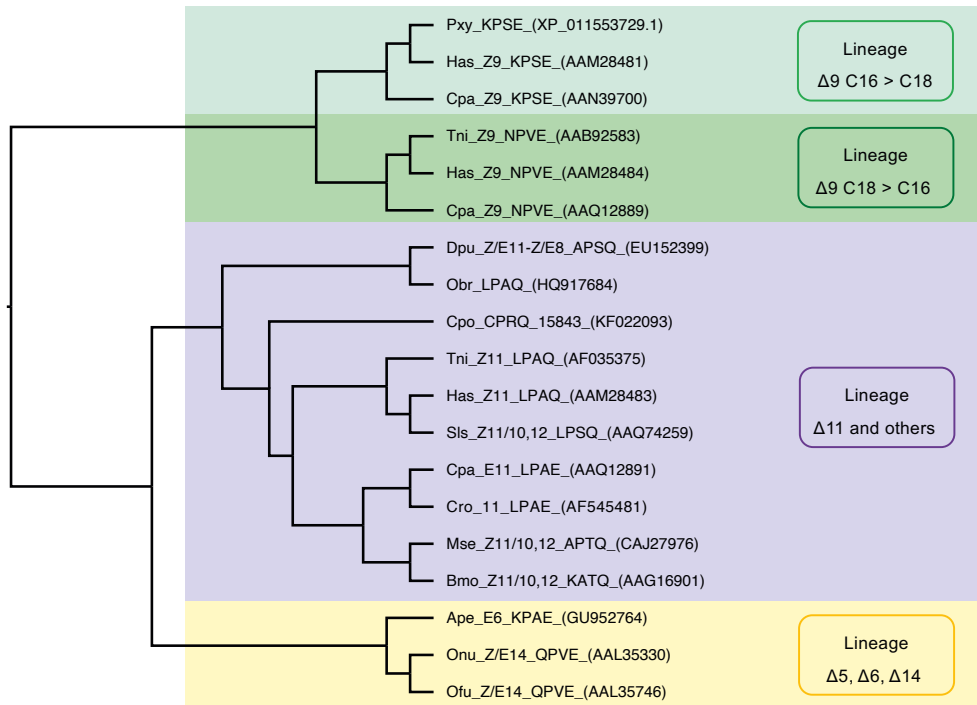 Pxy_KPSE_(XP_011553729.1)
Has_Z9_KPSE_(AAM28481)
Cpa_Z9_KPSE_(AAN39700)
Lineage
Δ9 C16 > C18
Tni_Z9_NPVE_(AAB92583)
Has_Z9_NPVE_(AAM28484)
Cpa_Z9_NPVE_(AAQ12889)
Lineage
Δ9 C18 > C16
Dpu_Z/E11-Z/E8_APSQ_(EU152399)
Obr_LPAQ_(HQ917684)
Cpo_CPRQ_15843_(KF022093)
Tni_Z11_LPAQ_(AF035375)
Has_Z11_LPAQ_(AAM28483)
Sls_Z11/10,12_LPSQ_(AAQ74259)
Cpa_E11_LPAE_(AAQ12891)
Cro_11_LPAE_(AF545481)
Mse_Z11/10,12_APTQ_(CAJ27976)
Bmo_Z11/10,12_KATQ_(AAG16901)
Lineage
Δ11 and others
Ape_E6_KPAE_(GU952764)
Onu_Z/E14_QPVE_(AAL35330)
Ofu_Z/E14_QPVE_(AAL35746)
Lineage
Δ5, Δ6, Δ14